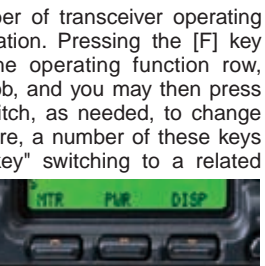 ber of transceiver operating
ation. Pressing the [F] key
ne operating function row,
ob, and you may then press
itch, as needed, to change
re, a number of these keys
key" switching to a related
MTR PWR DISP